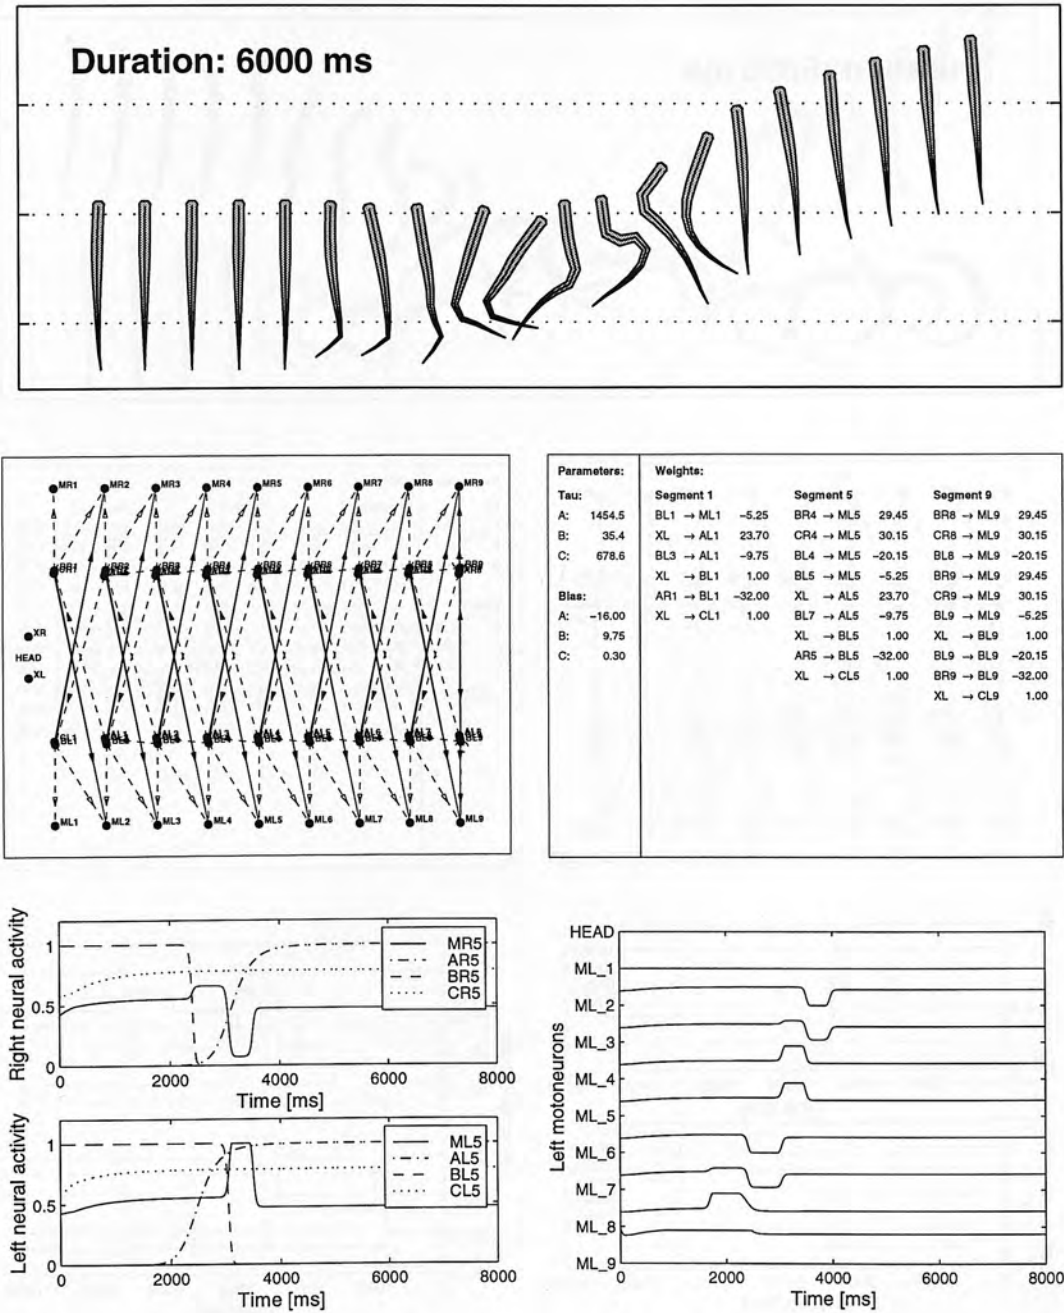 Duration: 6000 ms
MR1 MR2 MR3 MR4 MR5 MR6 MR7 MR8 MR9
BR1 BR9
XR
HEAD
XL
BL1
ML1 ML2 ML3 ML4 ML5 ML6 ML7 ML8 ML9
Parameters: Weights:
Tau: Segment 1 Segment 5 Segment 9
A: 1454.5 BL1 → ML1 −5.25 BR4 → ML5 29.45 BR8 → ML9 29.45
B: 35.4 XL → AL1 23.70 CR4 → ML5 30.15 CR8 → ML9 30.15
C: 678.6 BL3 → AL1 −9.75 BL4 → ML5 −20.15 BL8 → ML9 −20.15
XL → BL1 1.00 BL5 → ML5 −5.25 BR9 → ML9 29.45
Bias: AR1 → BL1 −32.00 XL → AL5 23.70 CR9 → ML9 30.15
A: −16.00 XL → CL1 1.00 BL7 → AL5 −9.75 BL9 → ML9 −5.25
B: 9.75 XL → BL5 1.00 XL → BL9 1.00
C: 0.30 AR5 → BL5 −32.00 BL9 → BL9 −20.15
XL → CL5 1.00 BR9 → BL9 −32.00
XL → CL9 1.00
Right neural activity
1
0.5
0
MR5
AR5
BR5
CR5
0 2000 4000 6000 8000
Time [ms]
Left neural activity
1
0.5
0
ML5
AL5
BL5
CL5
0 2000 4000 6000 8000
Time [ms]
Left motoneurons
HEAD
ML_1
ML_2
ML_3
ML_4
ML_5
ML_6
ML_7
ML_8
ML_9
0 2000 4000 6000 8000
Time [ms]